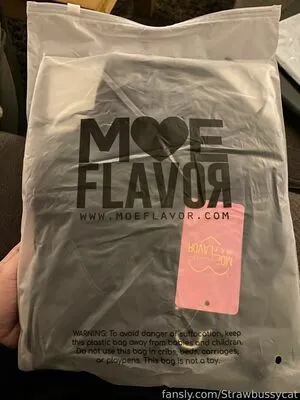 MOE
FLAVOR
WWW.MOEFLAVOR.COM
MOE
FLAVOR
WARNING: To avoid danger of suffocation, keep
this plastic bag away from babies and children.
Do not use this bag in cribs, beds, carriages,
or playpens. This bag is not a toy.
fansly.com/Strawbussycat